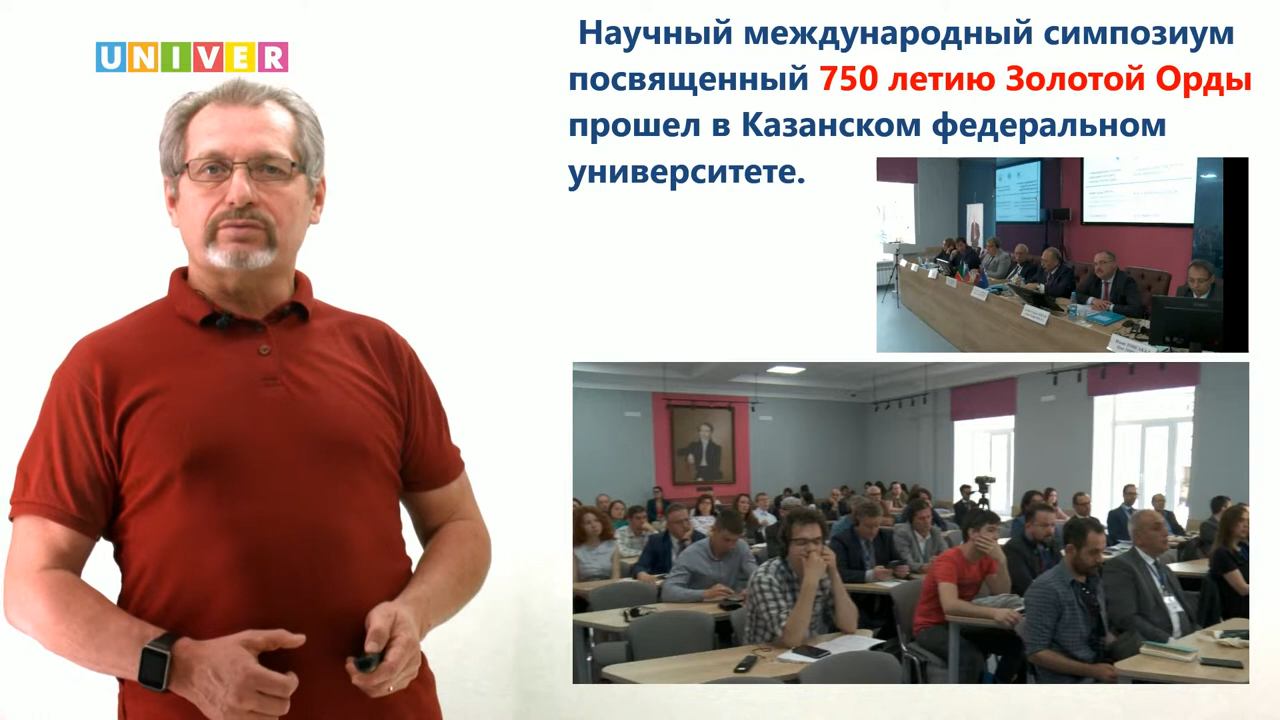 UNIVER
Научный международный симпозиум
посвященный 750 летию Золотой Орды
прошел в Казанском федеральном
университете.